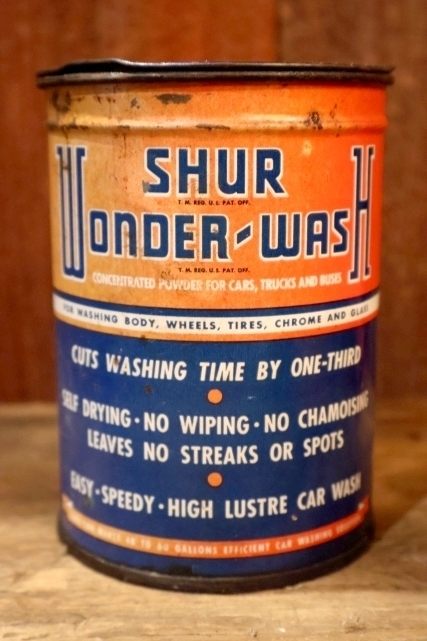 SHUR
T. M. REG. U. S. PAT. OFF.
WONDER-WASH
T. M. REG. U. S. PAT. OFF.
CONCENTRATED POWDER FOR CARS, TRUCKS AND BUSES
FOR WASHING BODY, WHEELS, TIRES, CHROME AND GLASS
CUTS WASHING TIME BY ONE-THIRD
SELF DRYING · NO WIPING · NO CHAMOISING
LEAVES NO STREAKS OR SPOTS
EASY · SPEEDY · HIGH LUSTRE CAR WASH
MAKES 48 TO 60 GALLONS EFFICIENT CAR WASHING